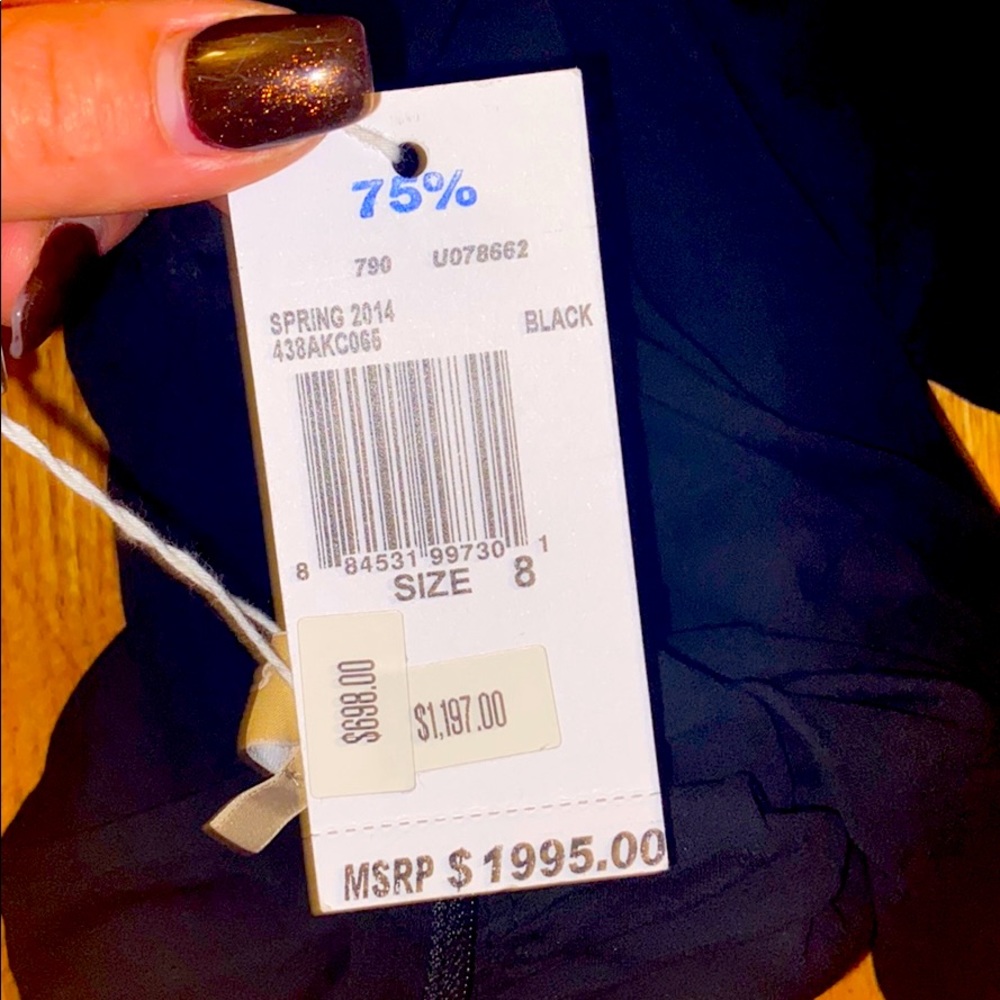 75%
790 U078662
SPRING 2014 BLACK
438AKC066
8 84531 99730 1
SIZE 8
$698.00
$1,197.00
MSRP $1995.00